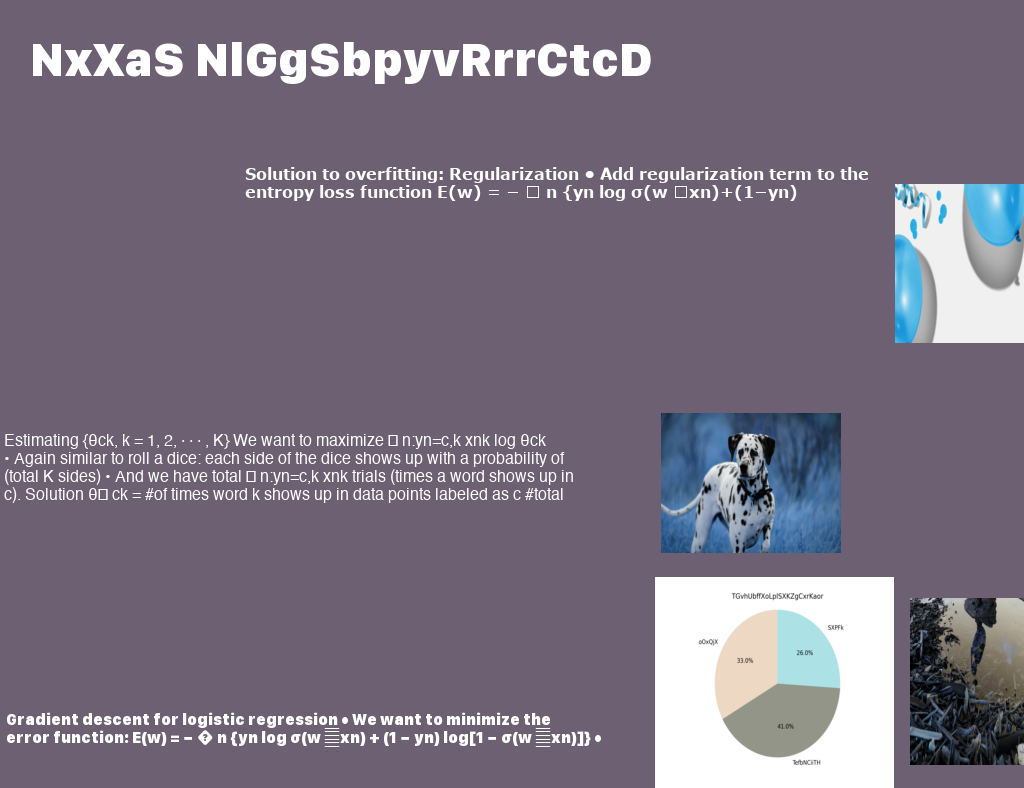 NxXaS NlGgSbpyvRrrCtcD
Solution to overfitting: Regularization • Add regularization term to the
entropy loss function E(w) = − □ n {yn log σ(w □xn)+(1−yn)
Estimating {θck, k = 1, 2, · · · , K} We want to maximize □ n:yn=c,k xnk log θck
• Again similar to roll a dice: each side of the dice shows up with a probability of
(total K sides) • And we have total □ n:yn=c,k xnk trials (times a word shows up in
c). Solution θ□ ck = #of times word k shows up in data points labeled as c #total
TGvhUbffXoLplSXKZgCxrKaor
SXPFk
oOxOjX
33.0%
26.0%
41.0%
TefbNCiiTH
Gradient descent for logistic regression • We want to minimize the
error function: E(w) = − � n {yn log σ(w ▒xn) + (1 − yn) log[1 − σ(w ▒xn)]} •